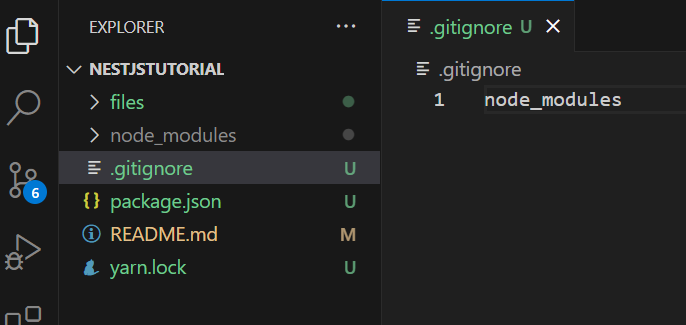 EXPLORER
NESTJSTUTORIAL
files
node_modules
.gitignore U
{} package.json U
README.md M
yarn.lock U
6
.gitignore U
.gitignore
1 node_modules